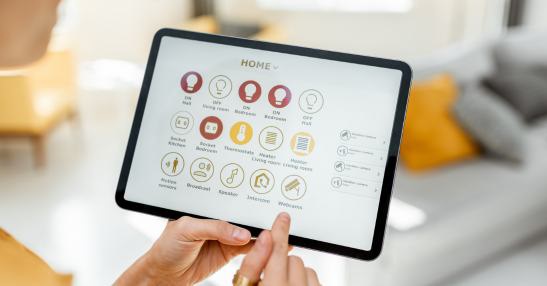 HOME
ON
Hall
OFF
Living room
ON
Bedroom
ON
Bedroom
OFF
Hall
Socket
Kitchen
Socket
Bedroom
Thermostats
Heater
Living room
Heater
Living room
Motion
sensors
Broadcast
Speaker
Intercom
Webcams